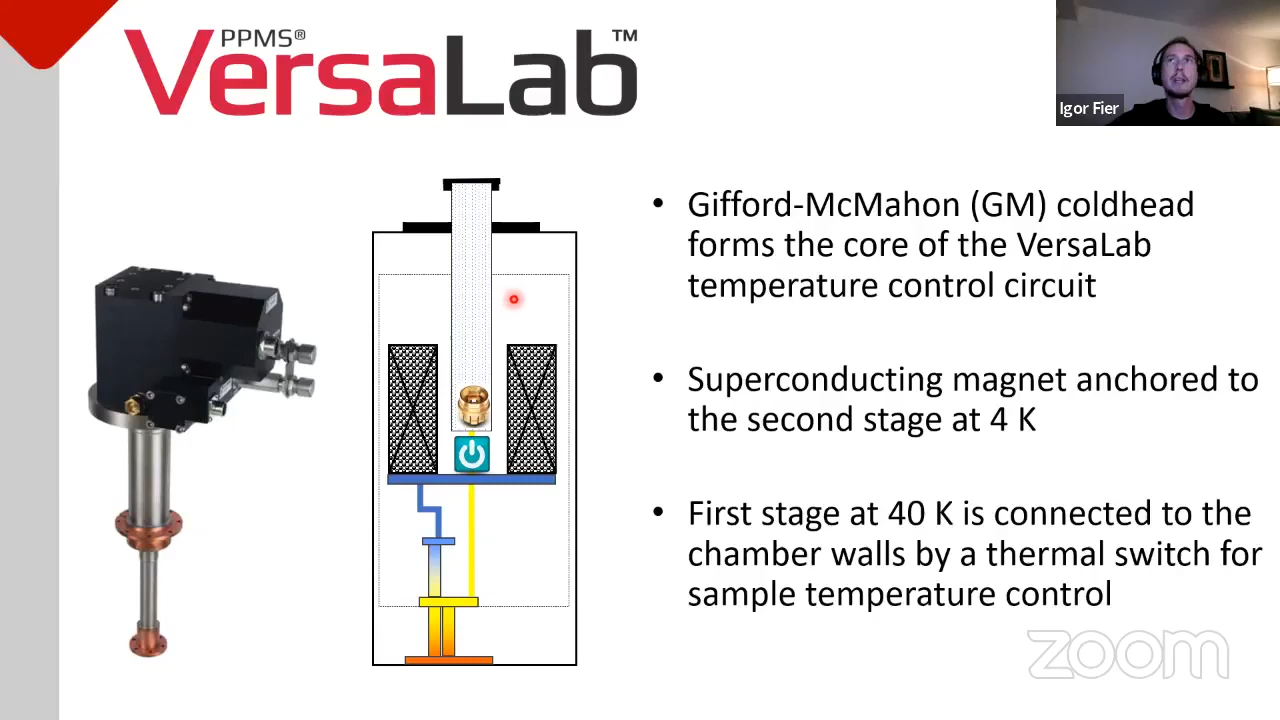 PPMS®
VersaLab™
Igor Fier
• Gifford-McMahon (GM) coldhead
forms the core of the VersaLab
temperature control circuit
• Superconducting magnet anchored to
the second stage at 4 K
• First stage at 40 K is connected to the
chamber walls by a thermal switch for
sample temperature control
zoom